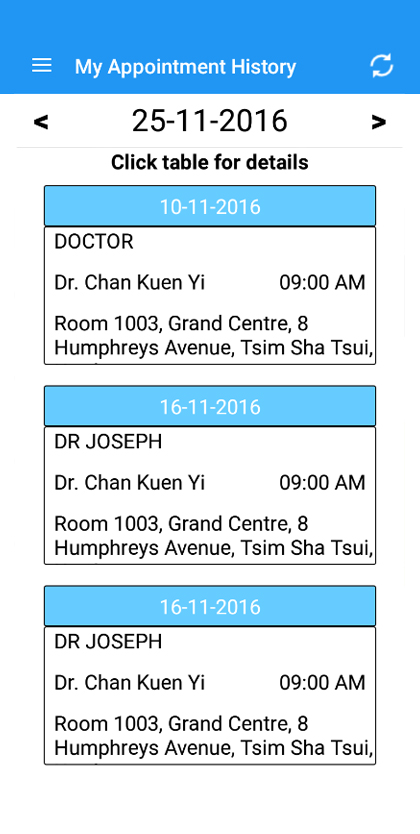 My Appointment History
< 25-11-2016 >
Click table for details
10-11-2016
DOCTOR
Dr. Chan Kuen Yi 09:00 AM
Room 1003, Grand Centre, 8
Humphreys Avenue, Tsim Sha Tsui,
16-11-2016
DR JOSEPH
Dr. Chan Kuen Yi 09:00 AM
Room 1003, Grand Centre, 8
Humphreys Avenue, Tsim Sha Tsui,
16-11-2016
DR JOSEPH
Dr. Chan Kuen Yi 09:00 AM
Room 1003, Grand Centre, 8
Humphreys Avenue, Tsim Sha Tsui,